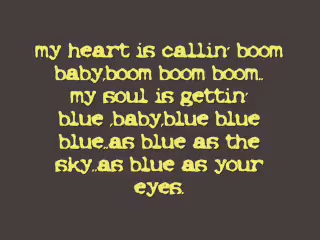 my heart is callin' boom
baby,boom boom boom..
my soul is gettin'
blue ,baby,blue blue
blue..as blue as the
sky..as blue as your
eyes.